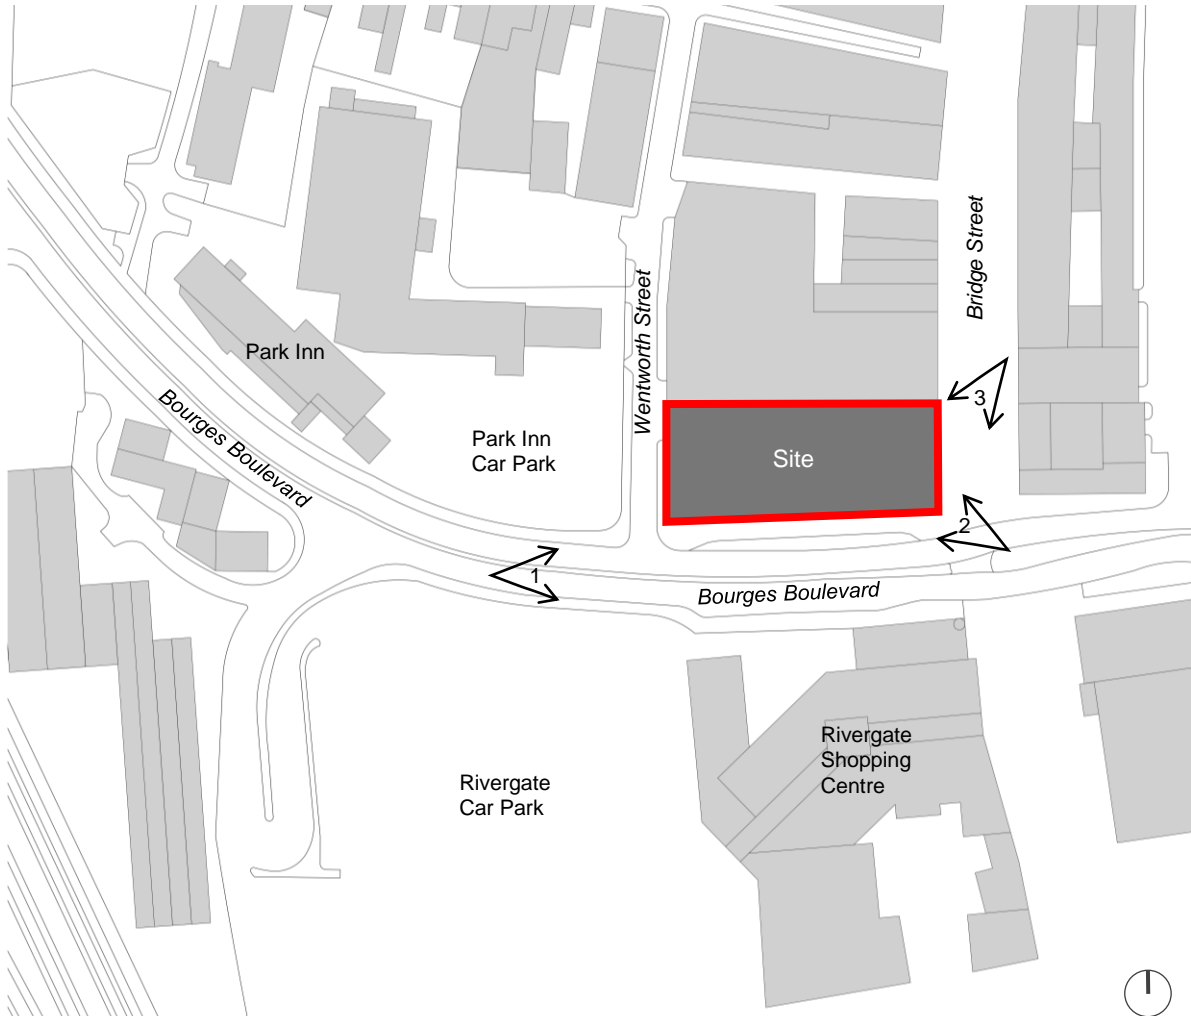 Bridge Street
Wentworth Street
Park Inn
3
Bourges Boulevard
Park Inn
Car Park
Site
2
1
Bourges Boulevard
Rivergate
Shopping
Centre
Rivergate
Car Park